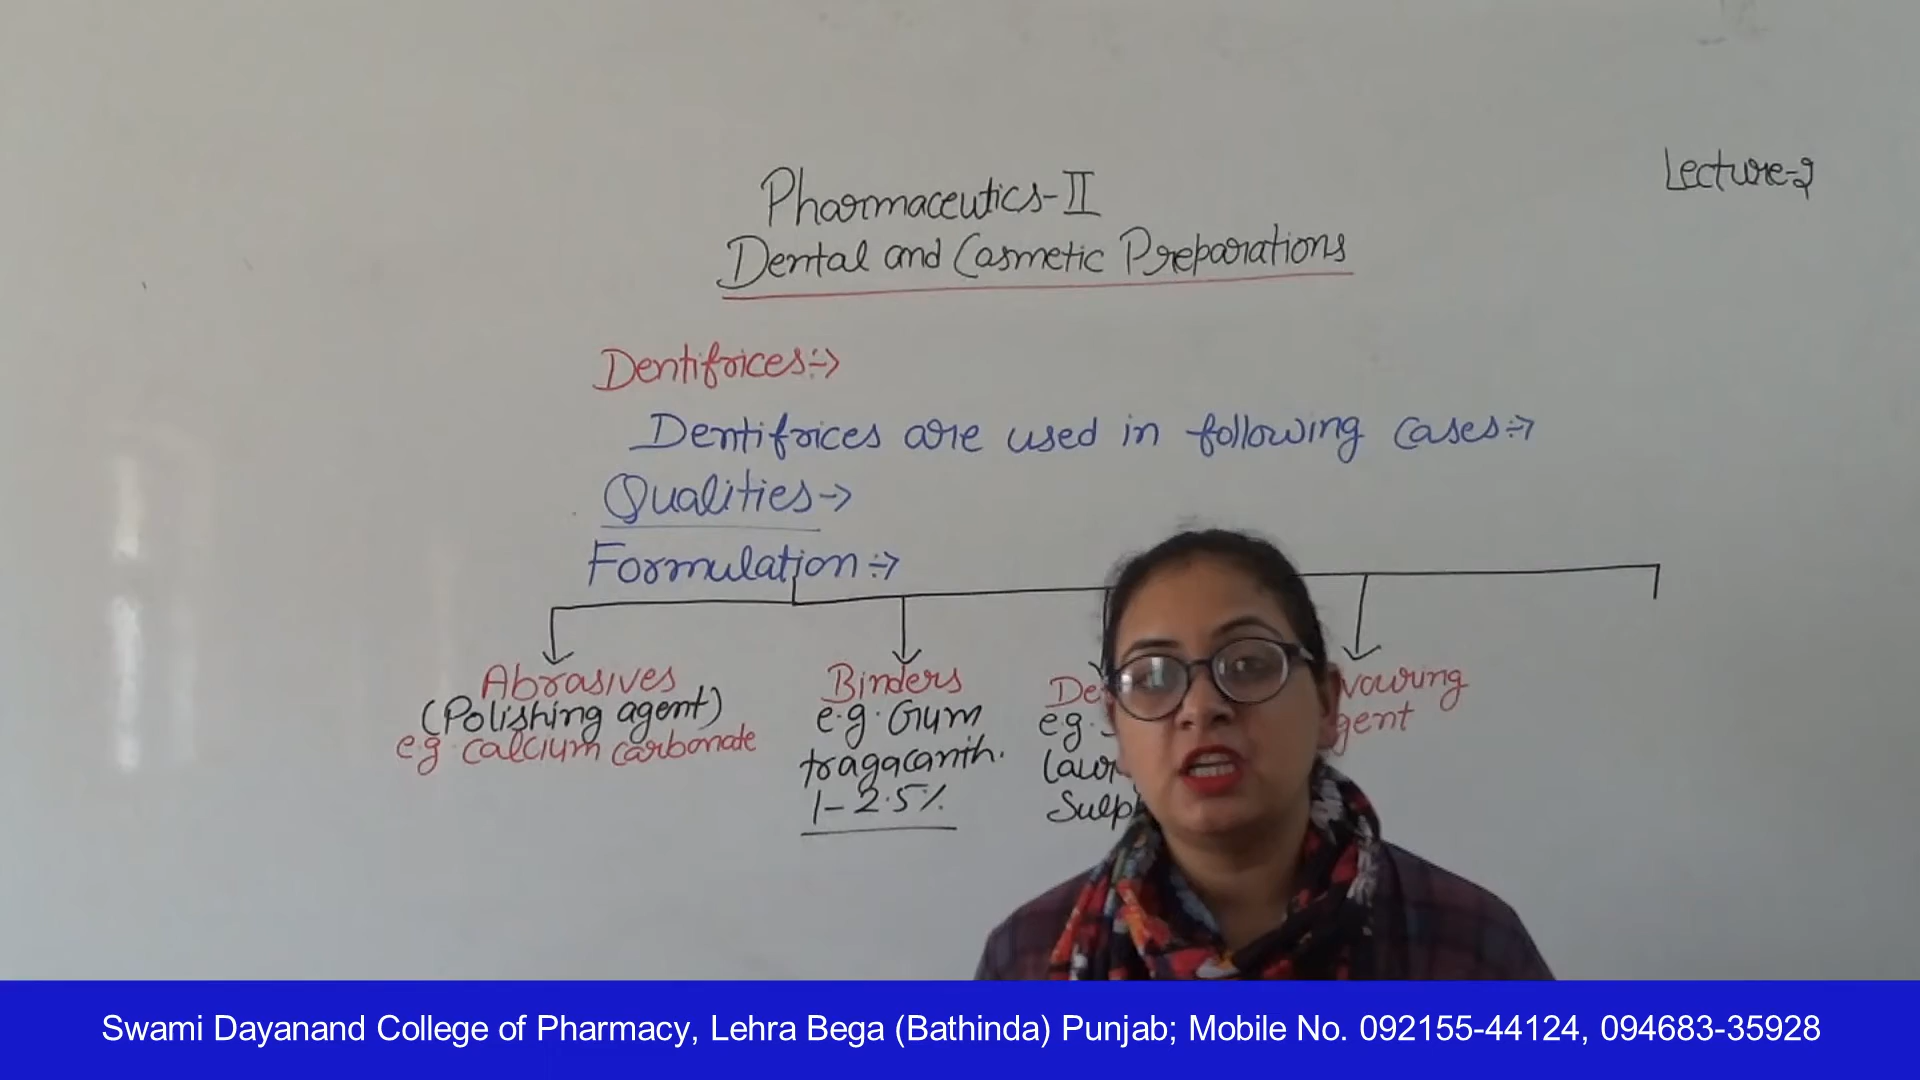 Lecture-2
Pharmaceutics-II
Dental and Cosmetic Preparations
Dentifrices:->
Dentifrices are used in following cases:->
Qualities->
Formulation:->
Abrasives
(Polishing agent)
e.g. calcium carbonate
Binders
e.g. Gum
tragacanth.
1-2.5%
e.g.
Swami Dayanand College of Pharmacy, Lehra Bega (Bathinda) Punjab; Mobile No. 092155-44124, 094683-35928